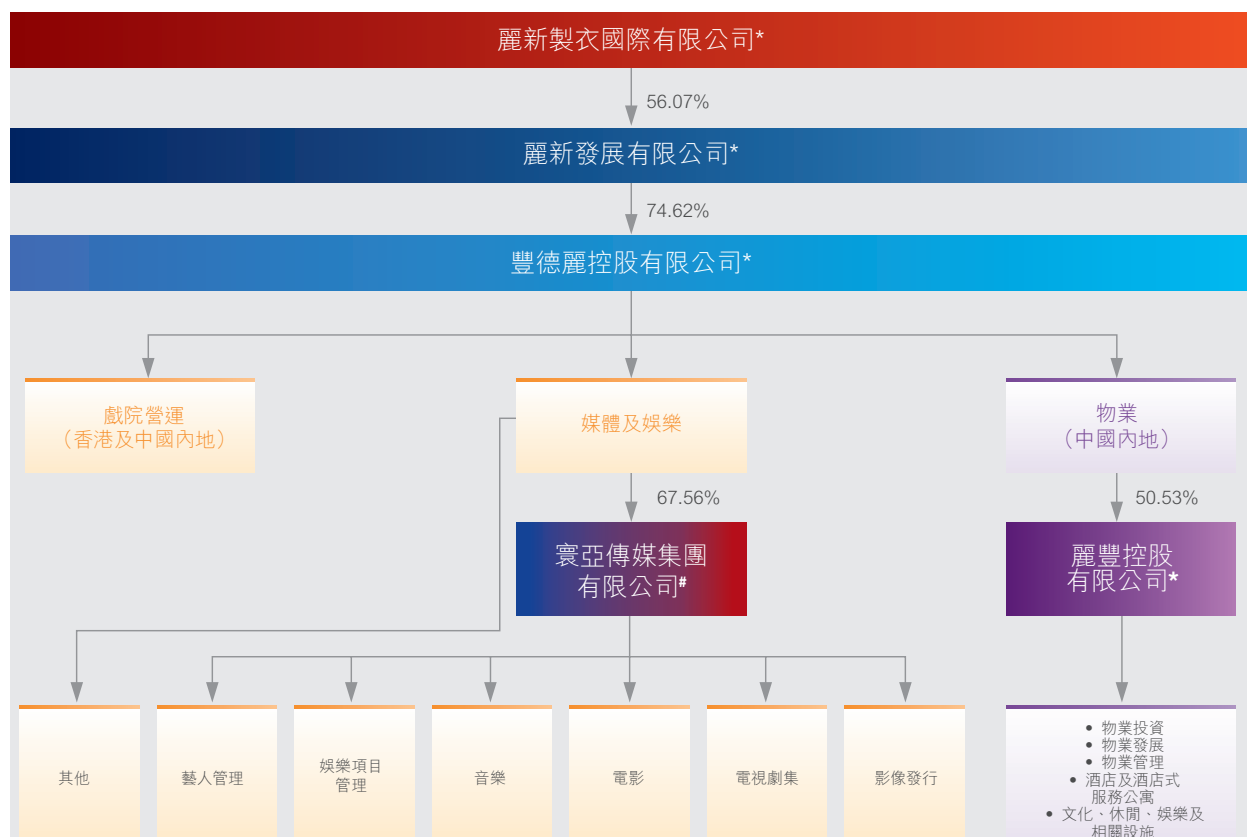 麗新製衣國際有限公司*
56.07%
麗新發展有限公司*
74.62%
豐德麗控股有限公司*
戲院營運
（香港及中國內地）
媒體及娛樂
物業
（中國內地）
67.56%
50.53%
寰亞傳媒集團
有限公司#
麗豐控股
有限公司*
其他
藝人管理
娛樂項目
管理
音樂
電影
電視劇集
影像發行
• 物業投資
• 物業發展
• 物業管理
• 酒店及酒店式
服務公寓
• 文化、休閒、娛樂及
相關設施